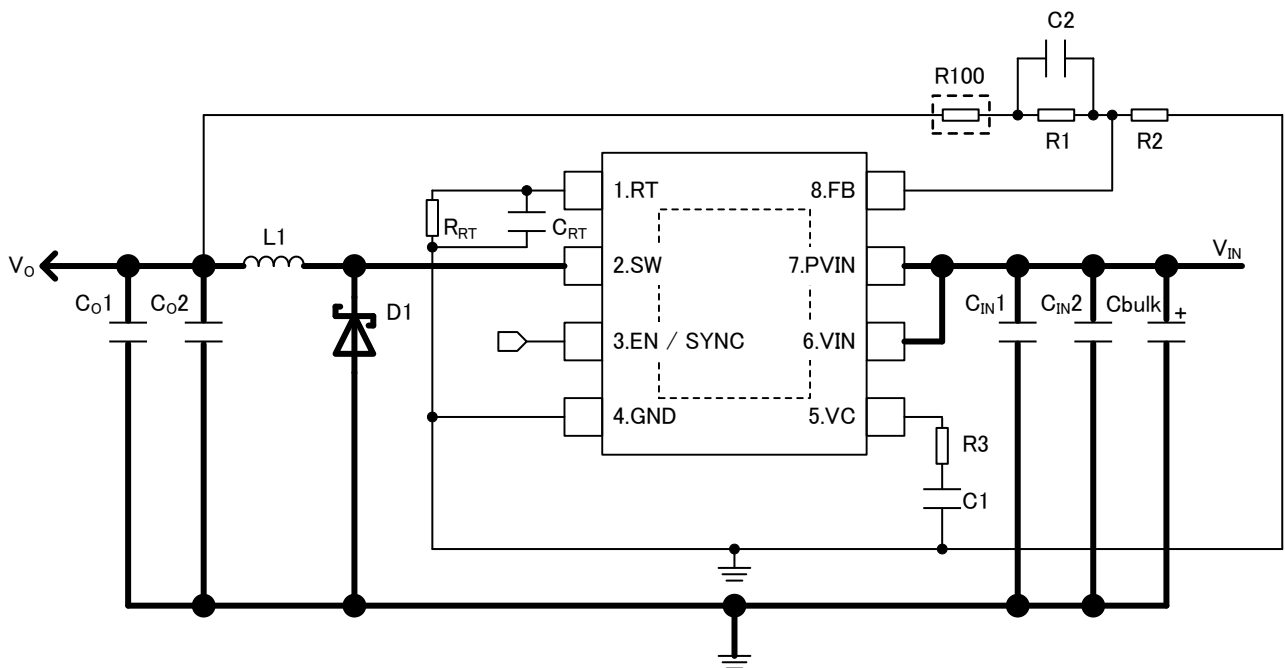 C2
R100
R1
R2
1.RT
8.FB
R_RT
C_RT
L1
V_O
2.SW
7.PVIN
V_IN
C_O1
C_O2
D1
C_IN1
C_IN2
Cbulk
+
3.EN / SYNC
6.VIN
4.GND
5.VC
R3
C1